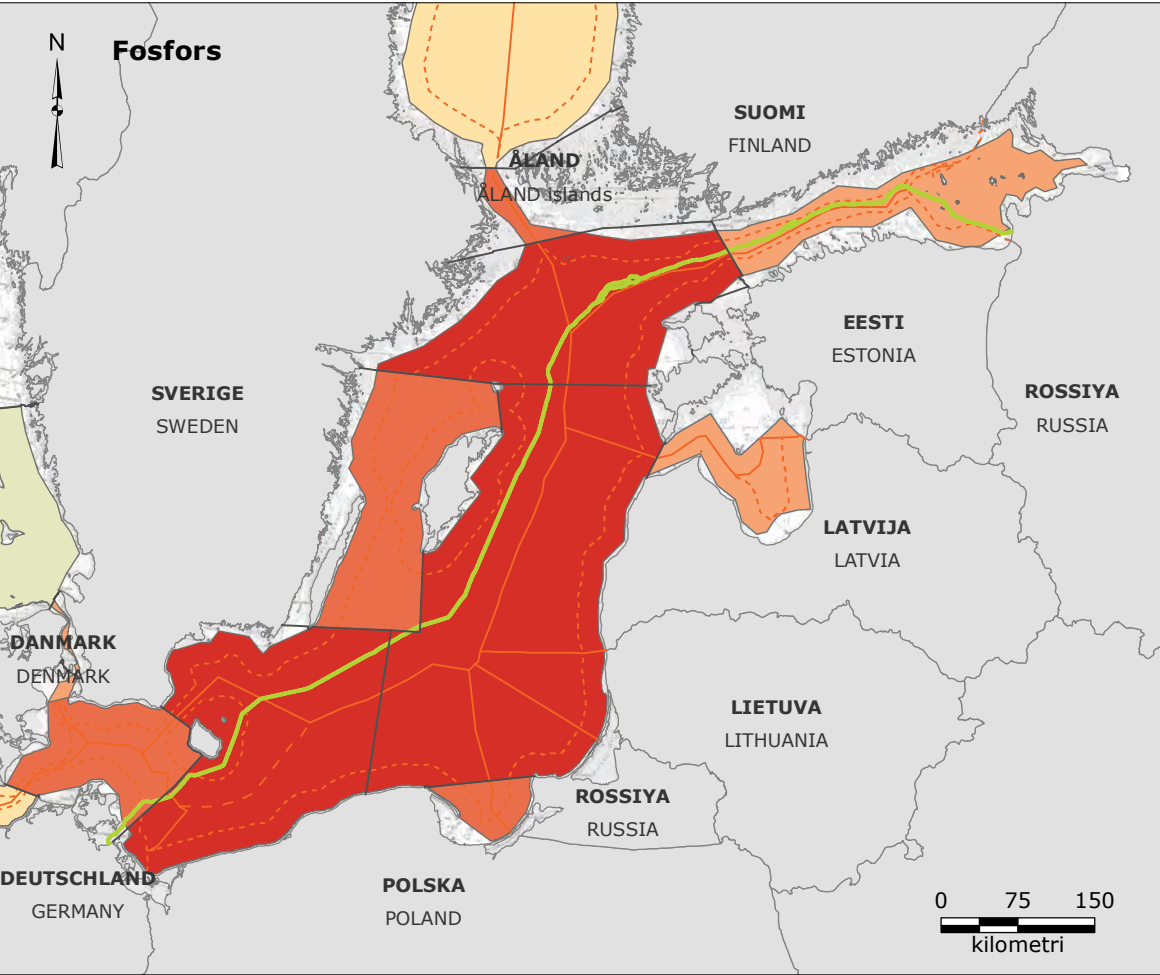 N
Fosfors
SUOMI
FINLAND
ÅLAND
ÅLAND islands
EESTI
ESTONIA
SVERIGE
SWEDEN
ROSSIYA
RUSSIA
LATVIJA
LATVIA
DANMARK
DENMARK
LIETUVA
LITHUANIA
ROSSIYA
RUSSIA
DEUTSCHLAND
GERMANY
POLSKA
POLAND
0 75 150
kilometri